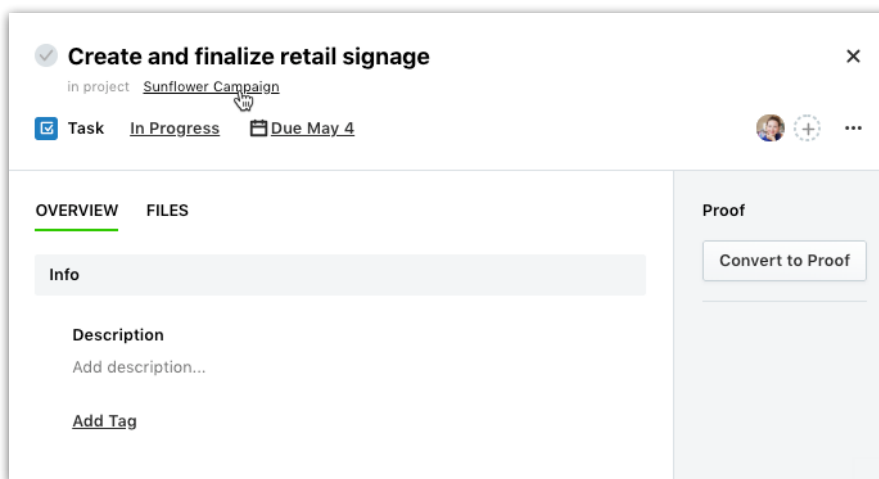 Create and finalize retail signage
in project Sunflower Campaign
Task In Progress Due May 4
OVERVIEW FILES
Info
Description
Add description...
Add Tag
Proof
Convert to Proof